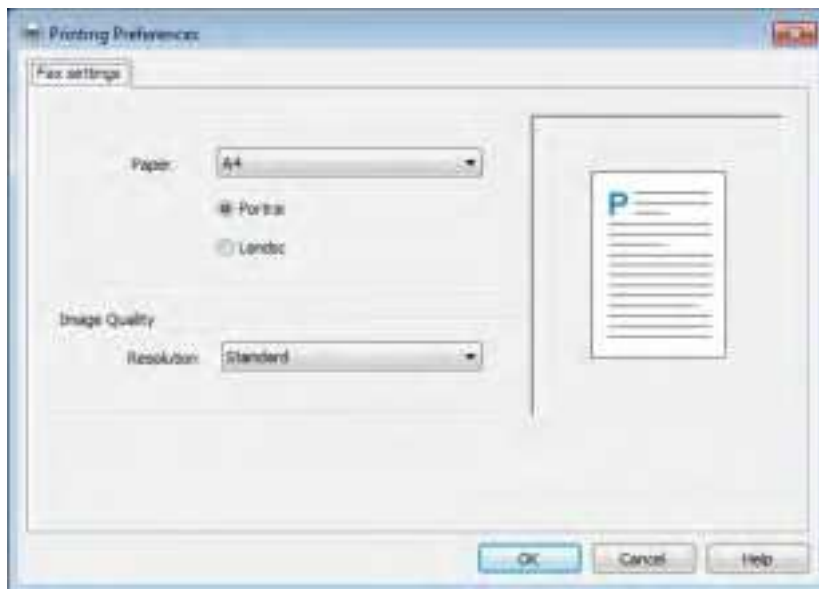 Printing Preferences
Fax settings
Paper: A4
Portrai
Landsc
P
Image Quality
Resolution: Standard
OK Cancel Help